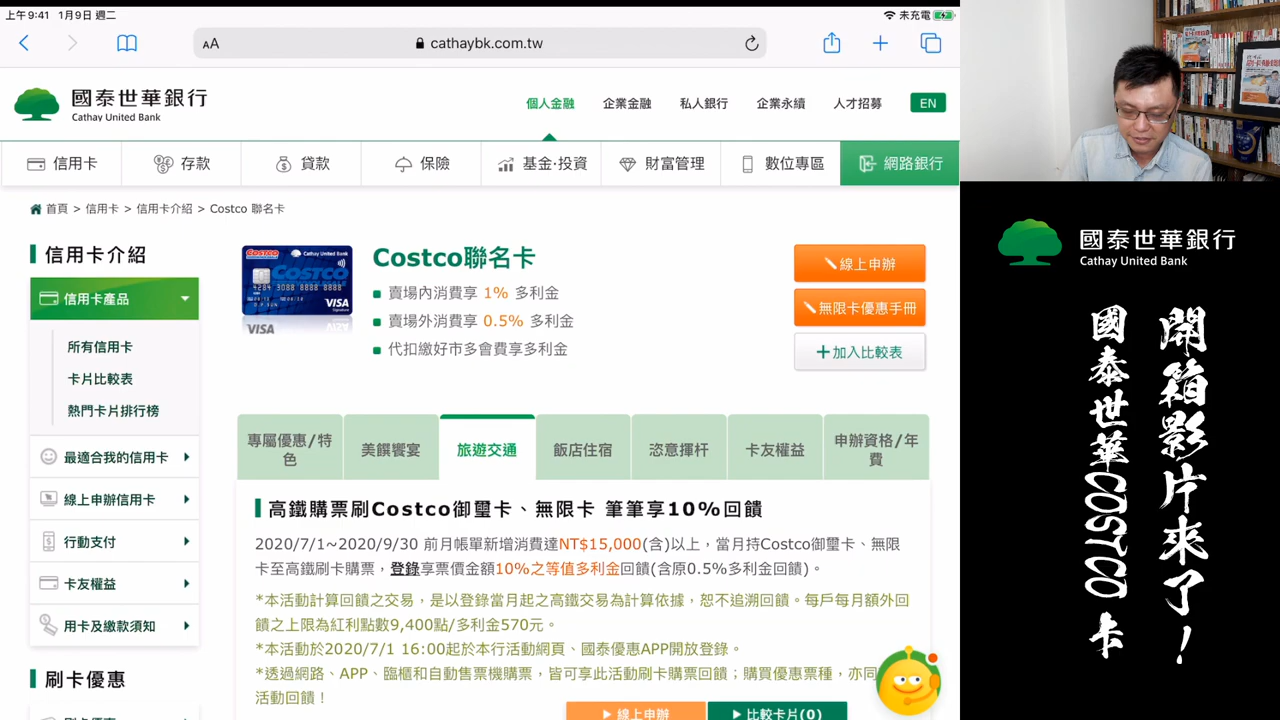 上午9:41 1月9日 週二
未充電
AA
cathaybk.com.tw
國泰世華銀行
Cathay United Bank
個人金融
企業金融
私人銀行
企業永續
人才招募
EN
信用卡
存款
貸款
保險
基金·投資
財富管理
數位專區
網路銀行
首頁 > 信用卡 > 信用卡介紹 > Costco 聯名卡
信用卡介紹
信用卡產品
所有信用卡
卡片比較表
熱門卡片排行榜
最適合我的信用卡
線上申辦信用卡
行動支付
卡友權益
用卡及繳款須知
刷卡優惠
COSTCO
Cathay United Bank
VISA
Costco聯名卡
賣場內消費享 1% 多利金
賣場外消費享 0.5% 多利金
代扣繳好市多會費享多利金
線上申辦
無限卡優惠手冊
加入比較表
專屬優惠/特色
美饌饗宴
旅遊交通
飯店住宿
恣意揮杆
卡友權益
申辦資格/年費
高鐵購票刷Costco御璽卡、無限卡 筆筆享10%回饋
2020/7/1~2020/9/30 前月帳單新增消費達NT$15,000(含)以上，當月持Costco御璽卡、無限
卡至高鐵刷卡購票，登錄享票價金額10%之等值多利金回饋(含原0.5%多利金回饋)。
*本活動計算回饋之交易，是以登錄當月起之高鐵交易為計算依據，恕不追溯回饋。每戶每月額外回
饋之上限為紅利點數9,400點/多利金570元。
*本活動於2020/7/1 16:00起於本行活動網頁、國泰優惠APP開放登錄。
*透過網路、APP、臨櫃和自動售票機購票，皆可享此活動刷卡購票回饋；購買優惠票種，亦同
活動回饋！
線上申辦
比較卡片(0)
國泰世華銀行
Cathay United Bank
開箱影片來了！
國泰世華COSTCO卡